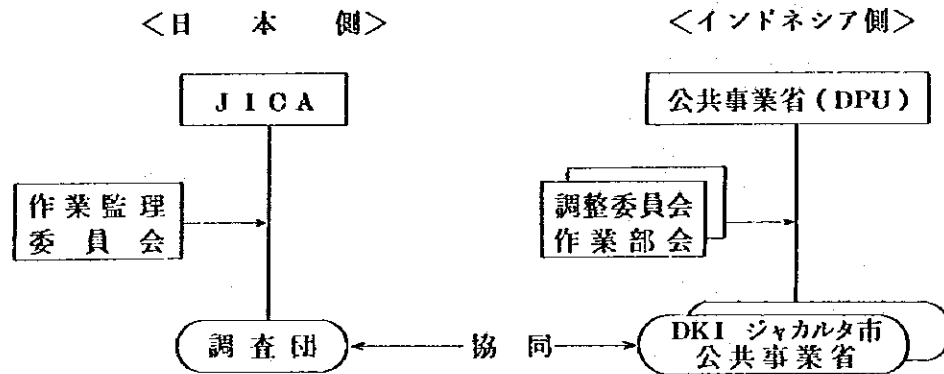 <日本側>
<インドネシア側>
JICA
公共事業省(DPU)
作業監理
委員会
調整委員会
作業部会
調査団
協同
DKI ジャカルタ市
公共事業省